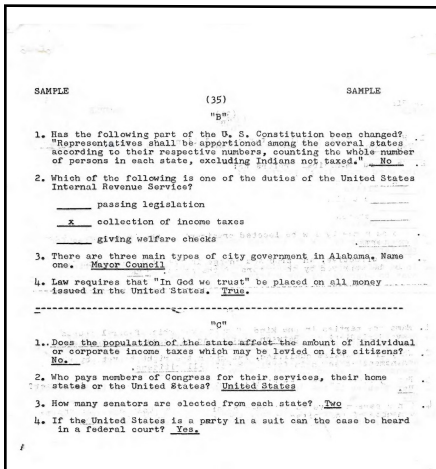 SAMPLE SAMPLE
(35)
"B"
1. Has the following part of the U. S. Constitution been changed?
"Representatives shall be apportioned among the several states
according to their respective numbers, counting the whole number
of persons in each state, excluding Indians not taxed." No
2. Which of the following is one of the duties of the United States
Internal Revenue Service?
____ passing legislation
__x__ collection of income taxes
____ giving welfare checks
3. There are three main types of city government in Alabama. Name
one. Mayor Council
4. Law requires that "In God we trust" be placed on all money
issued in the United States. True.
"C"
1. Does the population of the state affect the amount of individual
or corporate income taxes which may be levied on its citizens?
No.
2. Who pays members of Congress for their services, their home
states or the United States? United States
3. How many senators are elected from each state? Two
4. If the United States is a party in a suit can the case be heard
in a federal court? Yes.